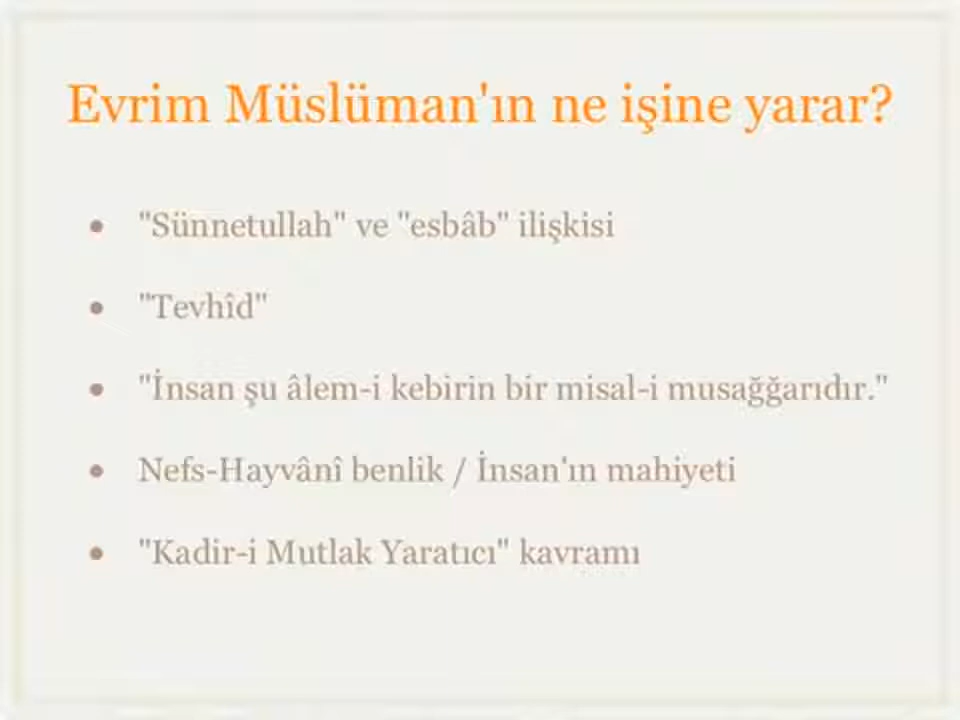 Evrim Müslüman'ın ne işine yarar?
• "Sünnetullah" ve "esbâb" ilişkisi
• "Tevhîd"
• "İnsan şu âlem-i kebirin bir misal-i musağğarıdır."
• Nefs-Hayvânî benlik / İnsan'ın mahiyeti
• "Kadir-i Mutlak Yaratıcı" kavramı